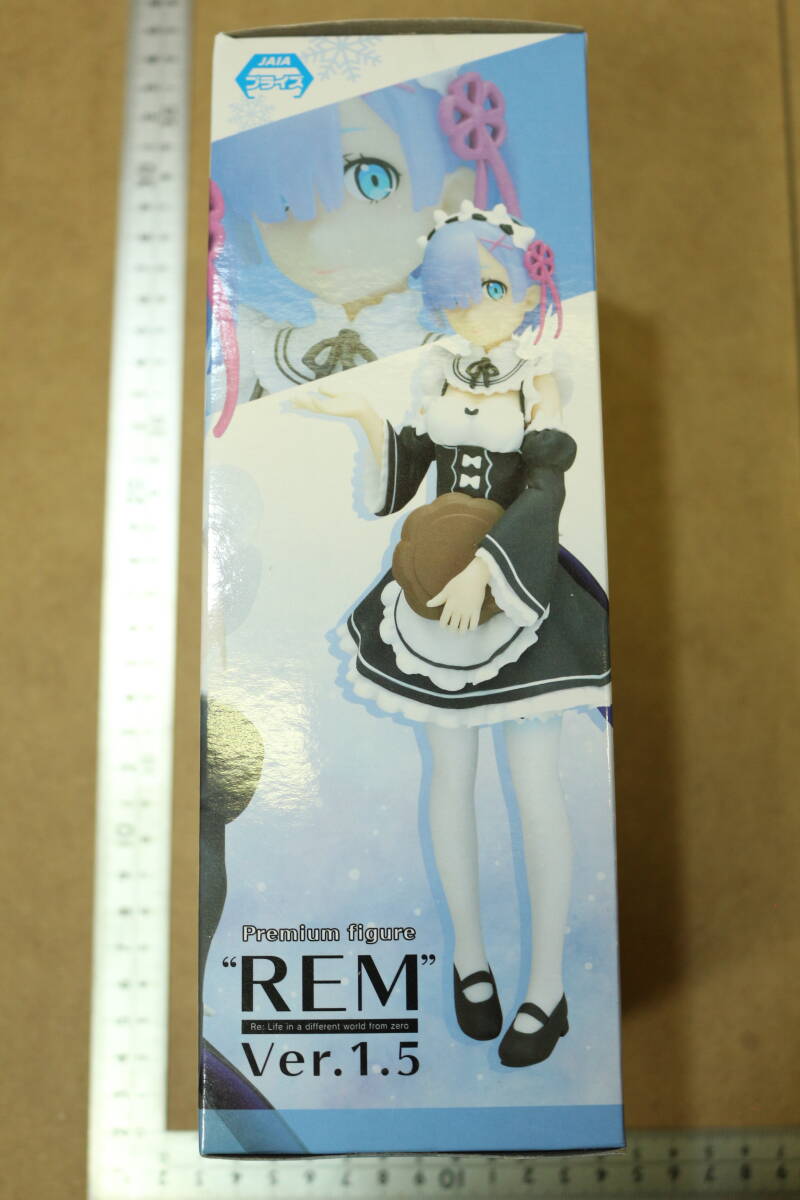 JAIA
プライズ
Premium figure
“REM”
Re: Life in a different world from zero
Ver.1.5